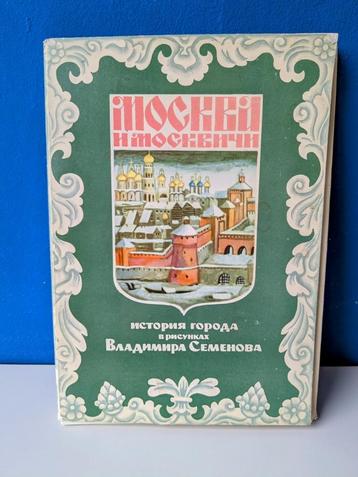 МОСКВА
И МОСКВИЧИ
ИСТОРИЯ ГОРОДА
В РИСУНКАХ
ВЛАДИМИРА СЕМЕНОВА